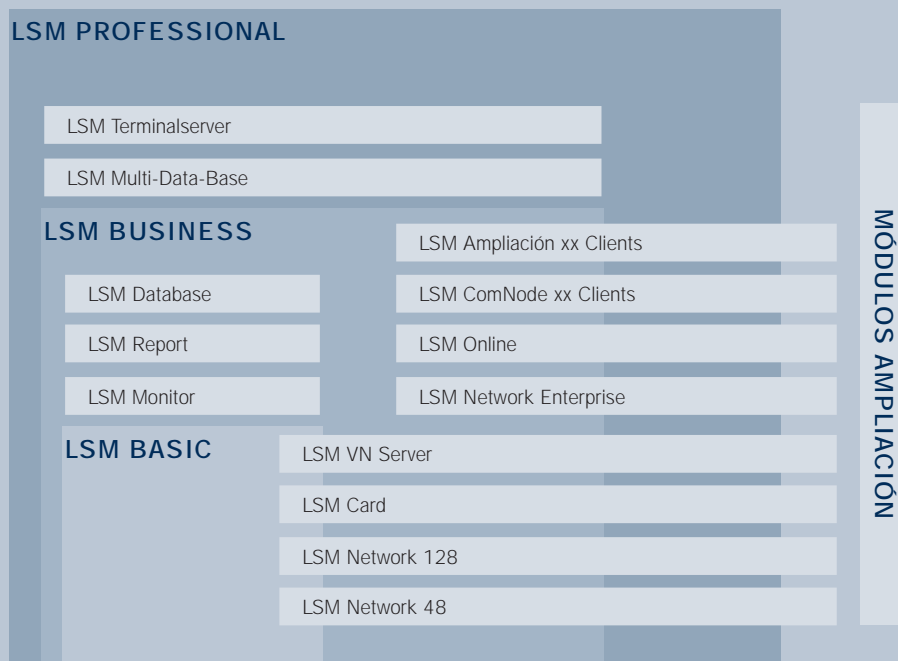 LSM PROFESSIONAL
LSM Terminalserver
LSM Multi-Data-Base
LSM BUSINESS
LSM Database
LSM Report
LSM Monitor
LSM Ampliación xx Clients
LSM ComNode xx Clients
LSM Online
LSM Network Enterprise
LSM BASIC
LSM VN Server
LSM Card
LSM Network 128
LSM Network 48
MÓDULOS AMPLIACIÓN